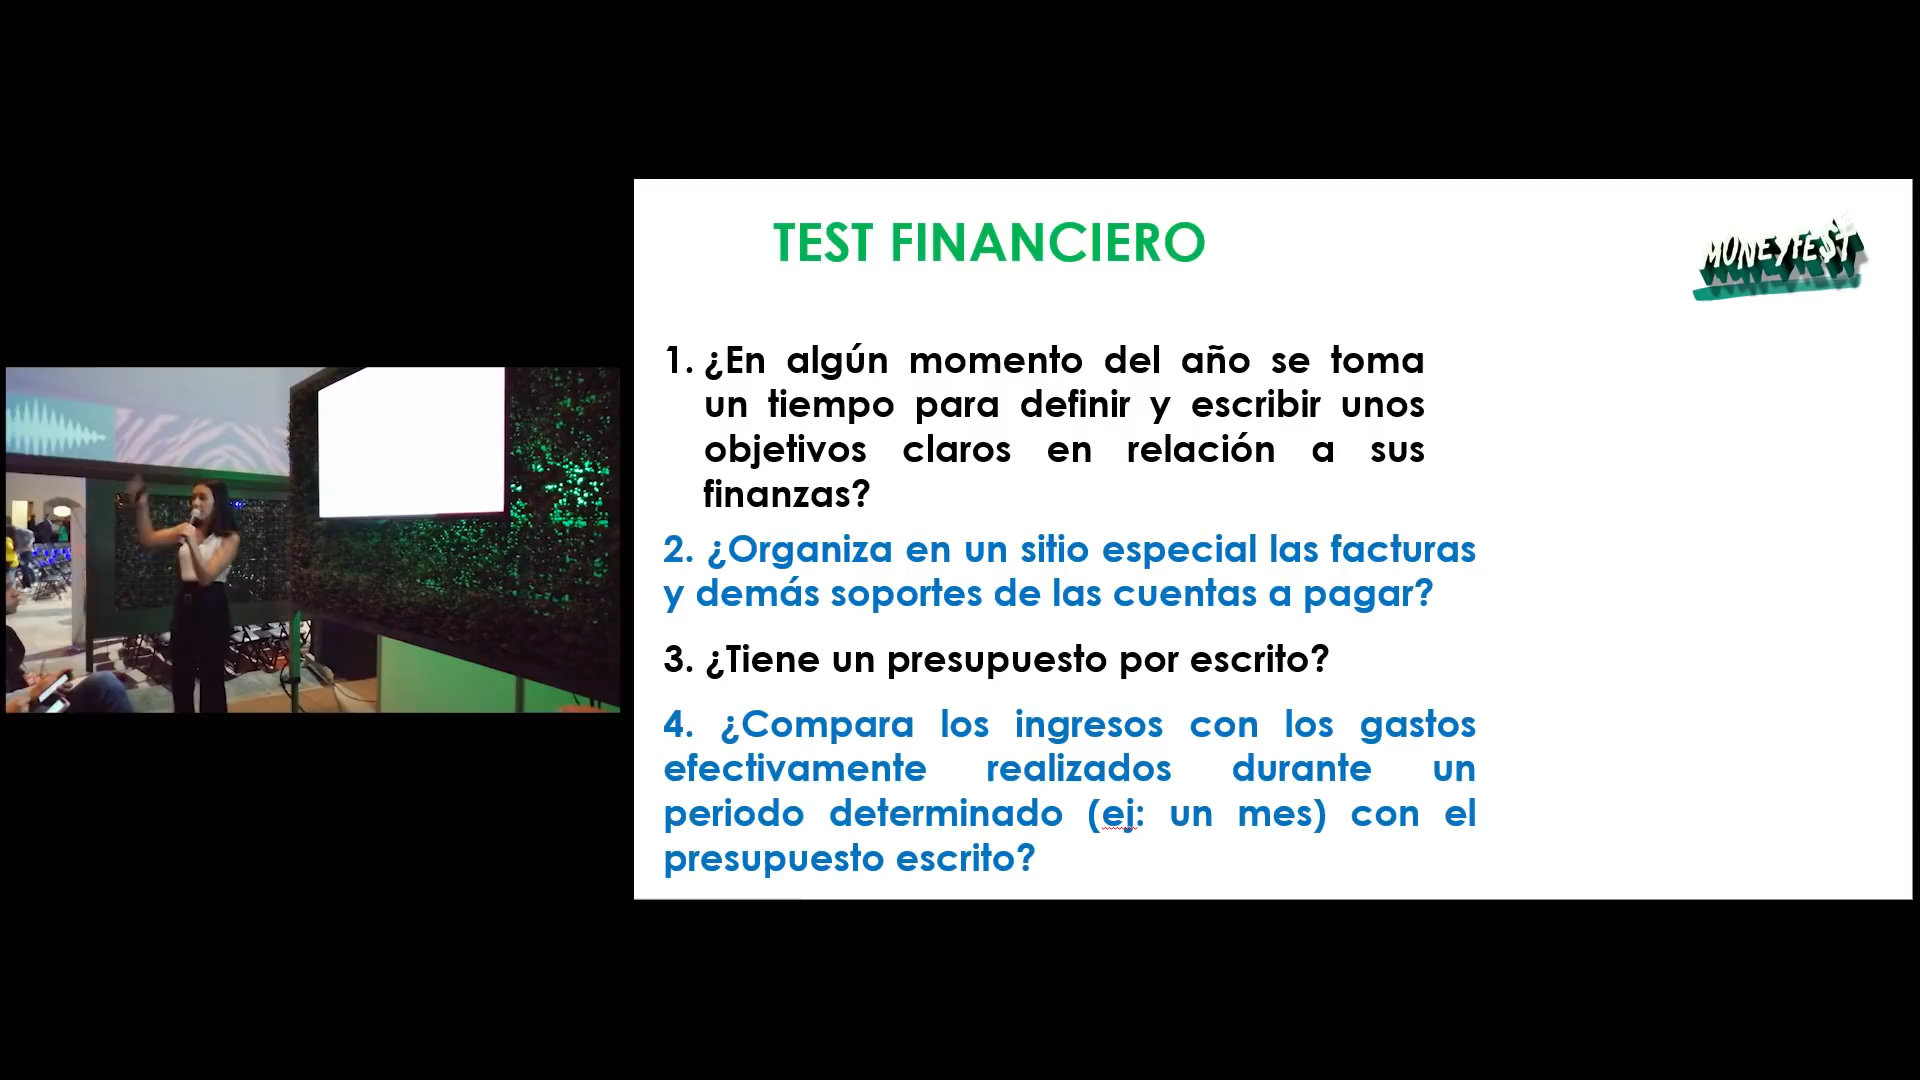 TEST FINANCIERO
MONEYFE$T
1. ¿En algún momento del año se toma
un tiempo para definir y escribir unos
objetivos claros en relación a sus
finanzas?
2. ¿Organiza en un sitio especial las facturas
y demás soportes de las cuentas a pagar?
3. ¿Tiene un presupuesto por escrito?
4. ¿Compara los ingresos con los gastos
efectivamente realizados durante un
periodo determinado (ej: un mes) con el
presupuesto escrito?